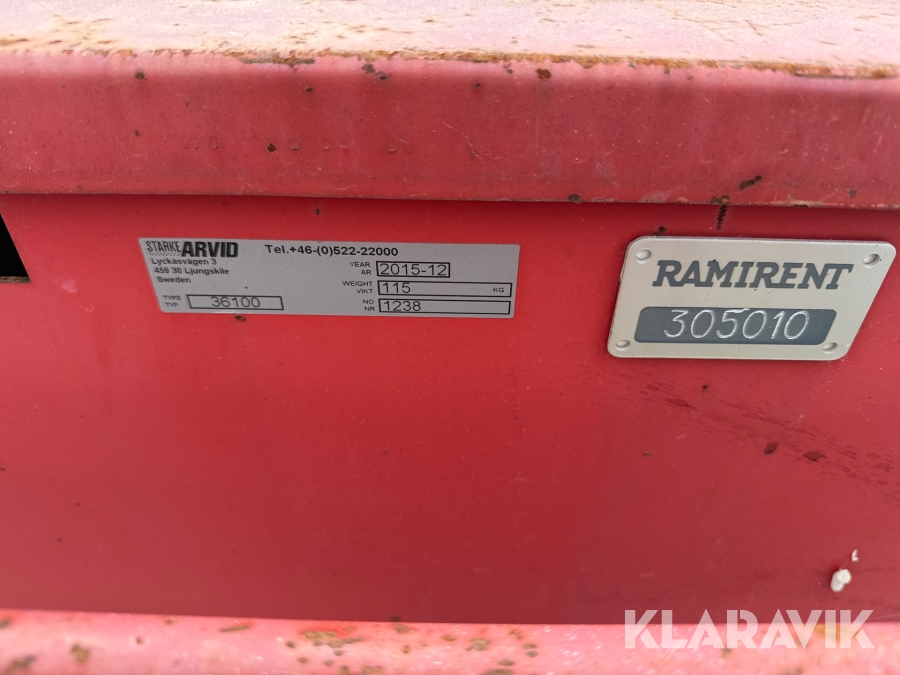 STARKE ARVID
Tel.+46-(0)522-22000
Lyckasvägen 3
459 30 Ljungskile
Sweden
TYPE
TYP
36100
YEAR
ÅR
2015-12
WEIGHT
VIKT
115
KG
NO
NR
1238
RAMIRENT
305010
KLARAVIK